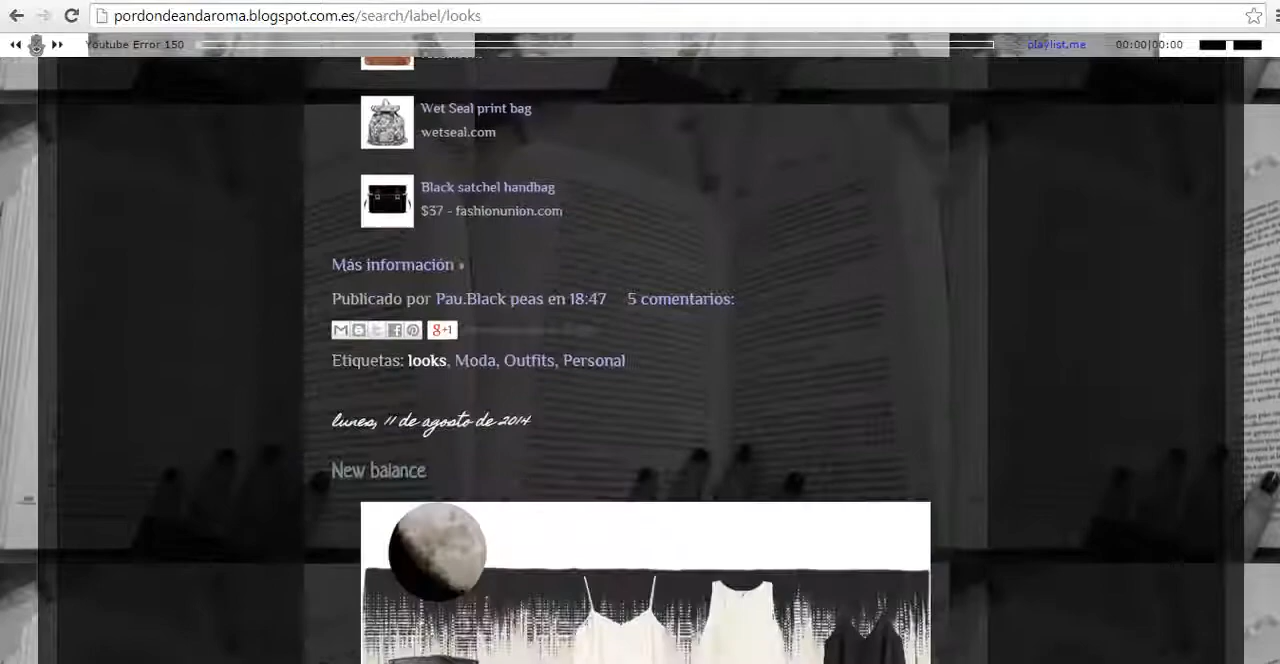 pordondeandaroma.blogspot.com.es/search/label/looks
Youtube Error 150
playlist.me
00:00|00:00
Wet Seal print bag
wetseal.com
Black satchel handbag
$37 - fashionunion.com
Más información »
Publicado por Pau.Black peas en 18:47 5 comentarios:
g+1
Etiquetas: looks, Moda, Outfits, Personal
lunes, 11 de agosto de 2014
New balance